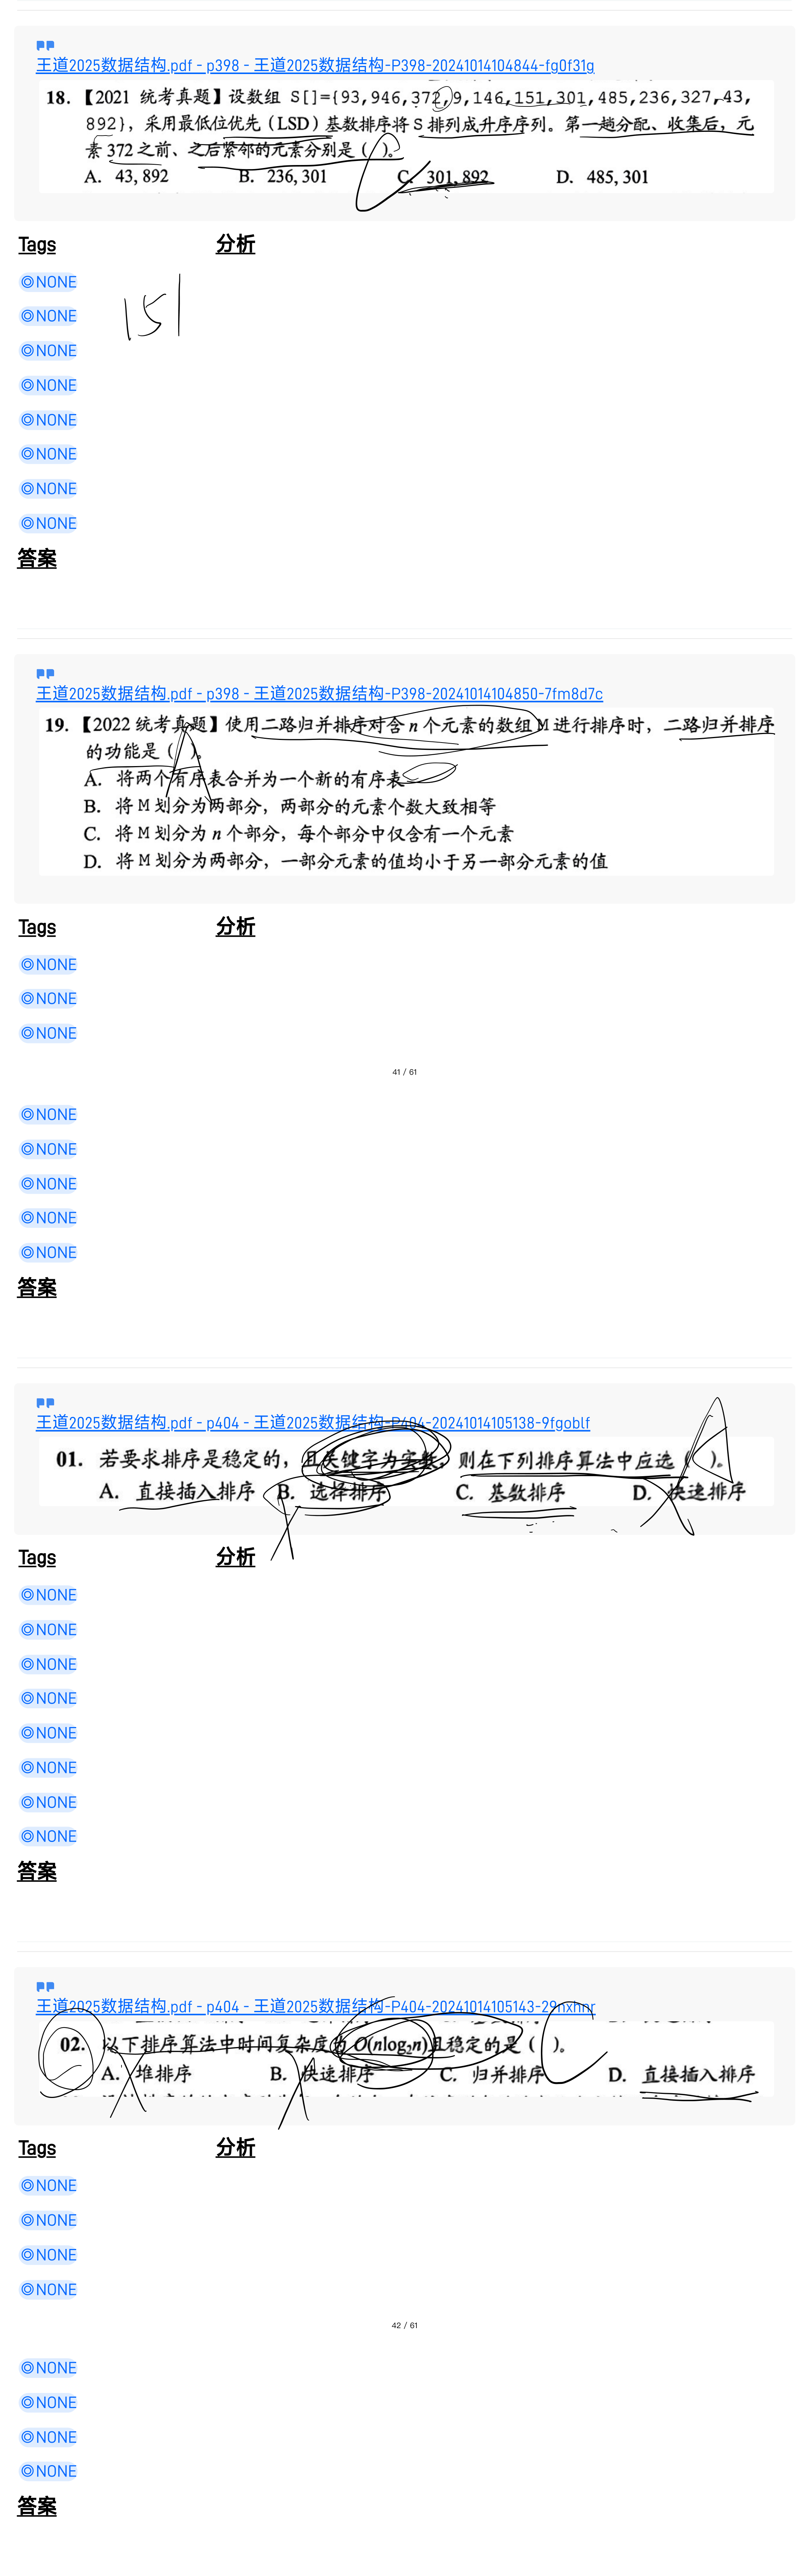 王道2025数据结构.pdf - p398 - 王道2025数据结构-P398-20241014104844-fg0f31g
18. 【2021 统考真题】设数组 S[]={93,946,372,9,146,151,301,485,236,327,43,
892}，采用最低位优先（LSD）基数排序将 S 排列成升序序列。第一趟分配、收集后，元
素 372 之前、之后紧邻的元素分别是（ ）。
C
A. 43,892 B. 236,301 C. 301,892 D. 485,301
Tags 分析
NONE
151
NONE
NONE
NONE
NONE
NONE
NONE
NONE
答案
王道2025数据结构.pdf - p398 - 王道2025数据结构-P398-20241014104850-7fm8d7c
19. 【2022 统考真题】使用二路归并排序对含 n 个元素的数组 M 进行排序时，二路归并排序
的功能是（ ）。
A
A. 将两个有序表合并为一个新的有序表
B. 将 M 划分为两部分，两部分的元素个数大致相等
C. 将 M 划分为 n 个部分，每个部分中仅含有一个元素
D. 将 M 划分为两部分，一部分元素的值均小于另一部分元素的值
Tags 分析
NONE
NONE
NONE
41 / 61
NONE
NONE
NONE
NONE
NONE
答案
王道2025数据结构.pdf - p404 - 王道2025数据结构-P404-20241014105138-9fgoblf
01. 若要求排序是稳定的，且关键字为实数，则在下列排序算法中应选（ ）。
A
A. 直接插入排序 B. 选择排序 C. 基数排序 D. 快速排序
Tags 分析
NONE
NONE
NONE
NONE
NONE
NONE
NONE
NONE
答案
王道2025数据结构.pdf - p404 - 王道2025数据结构-P404-20241014105143-29nxhnr
02. 以下排序算法中时间复杂度为 O(nlog₂n)且稳定的是（ ）。
C
A. 堆排序 B. 快速排序 C. 归并排序 D. 直接插入排序
Tags 分析
NONE
NONE
NONE
NONE
42 / 61
NONE
NONE
NONE
NONE
答案